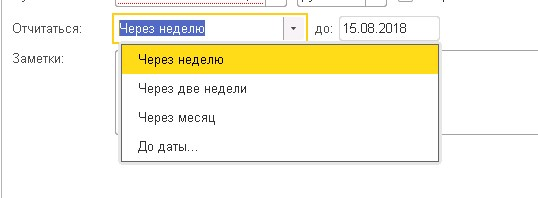 Отчитаться: Через неделю до: 15.08.2018
Заметки:
Через неделю
Через две недели
Через месяц
До даты...